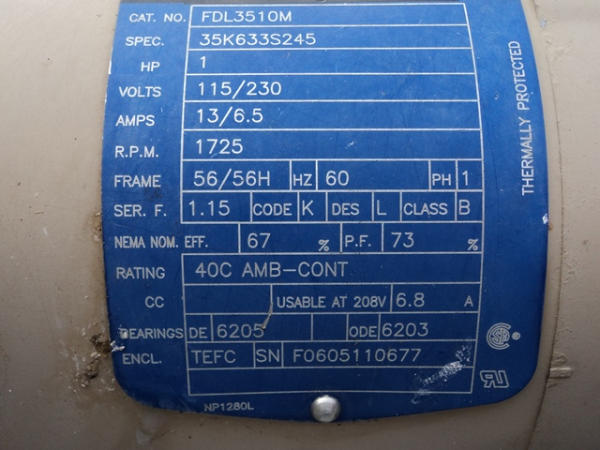 CAT. NO. FDL3510M
SPEC. 35K633S245
HP 1
VOLTS 115/230
AMPS 13/6.5
R.P.M. 1725
FRAME 56/56H HZ 60 PH 1
SER. F. 1.15 CODE K DES L CLASS B
NEMA NOM. EFF. 67 % P.F. 73 %
RATING 40C AMB-CONT
CC USABLE AT 208V 6.8 A
BEARINGS DE 6205 ODE 6203
ENCL. TEFC SN F0605110677
NP1280L
THERMALLY PROTECTED